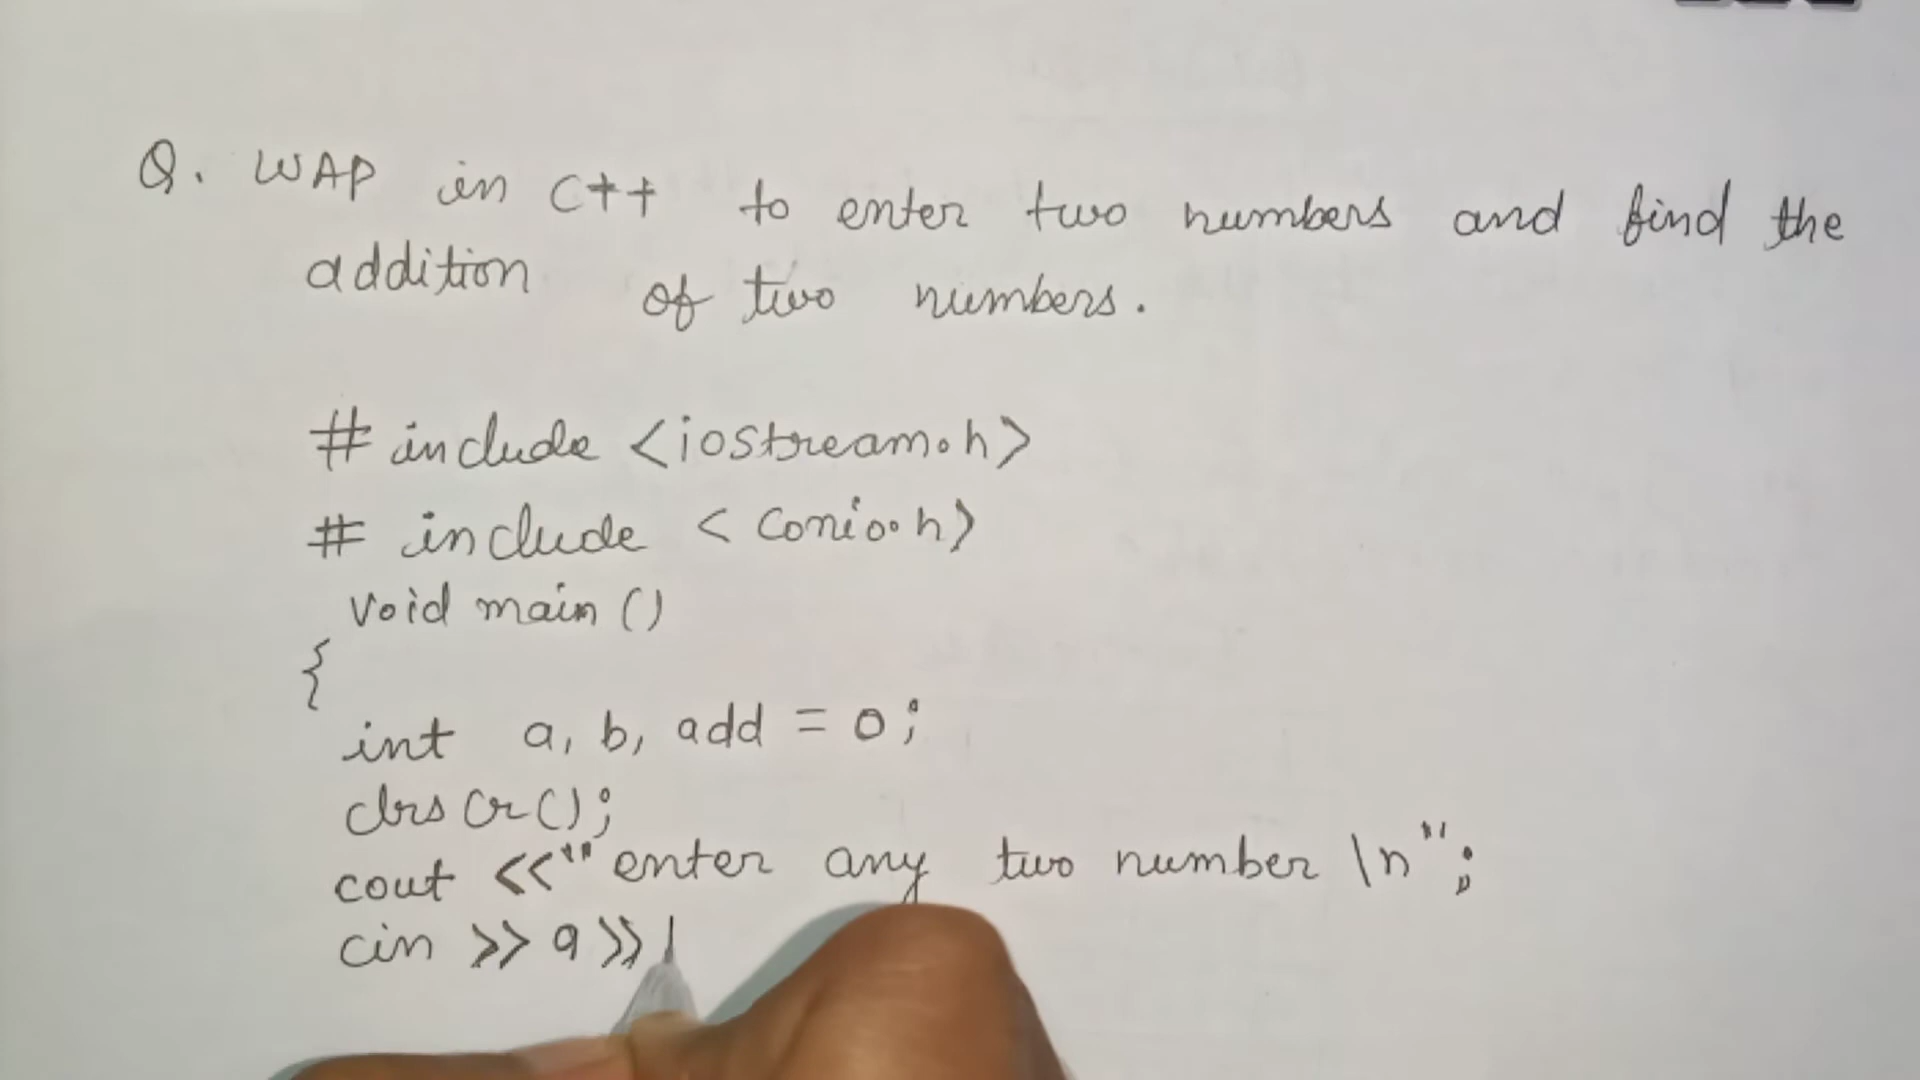 Q. WAP in C++ to enter two numbers and find the
addition of two numbers.
# include <iostream.h>
# include <conio.h>
void main ()
{
int a, b, add = 0;
clrscr();
cout <<"enter any two number \n";
cin >> a >>